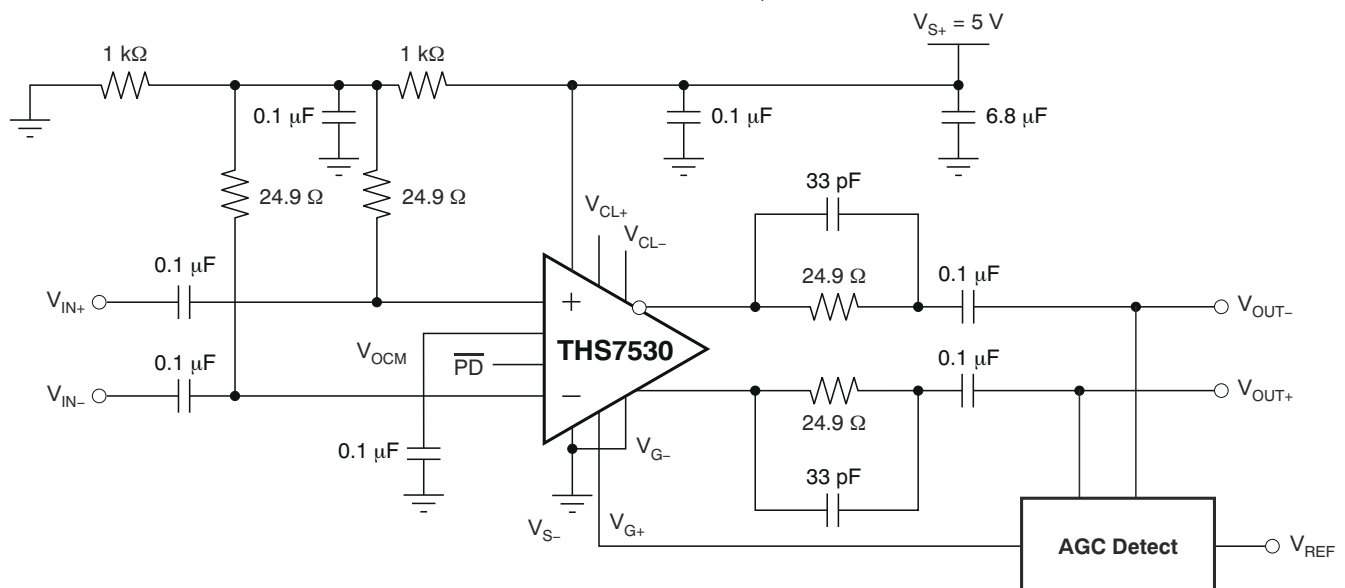 V_S+ = 5 V
1 kΩ
1 kΩ
0.1 μF
0.1 μF
6.8 μF
24.9 Ω
24.9 Ω
33 pF
V_CL+
V_CL−
0.1 μF
24.9 Ω
0.1 μF
V_IN+
+
V_OUT−
THS7530
V_OCM
PD
0.1 μF
0.1 μF
V_IN−
−
V_OUT+
24.9 Ω
0.1 μF
V_G−
33 pF
V_S−
V_G+
AGC Detect
V_REF